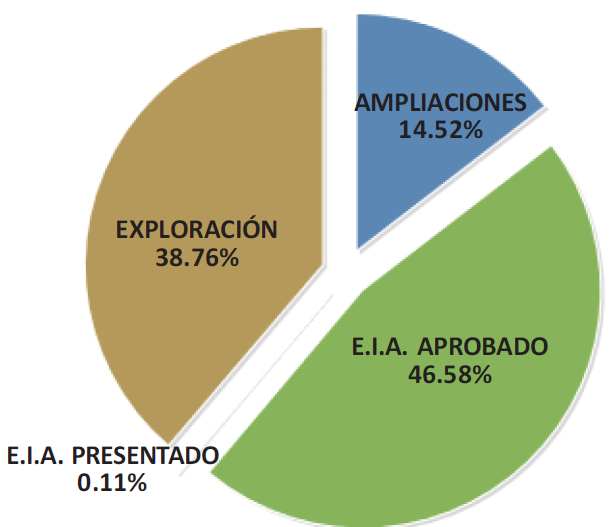 AMPLIACIONES
14.52%
EXPLORACIÓN
38.76%
E.I.A. APROBADO
46.58%
E.I.A. PRESENTADO
0.11%